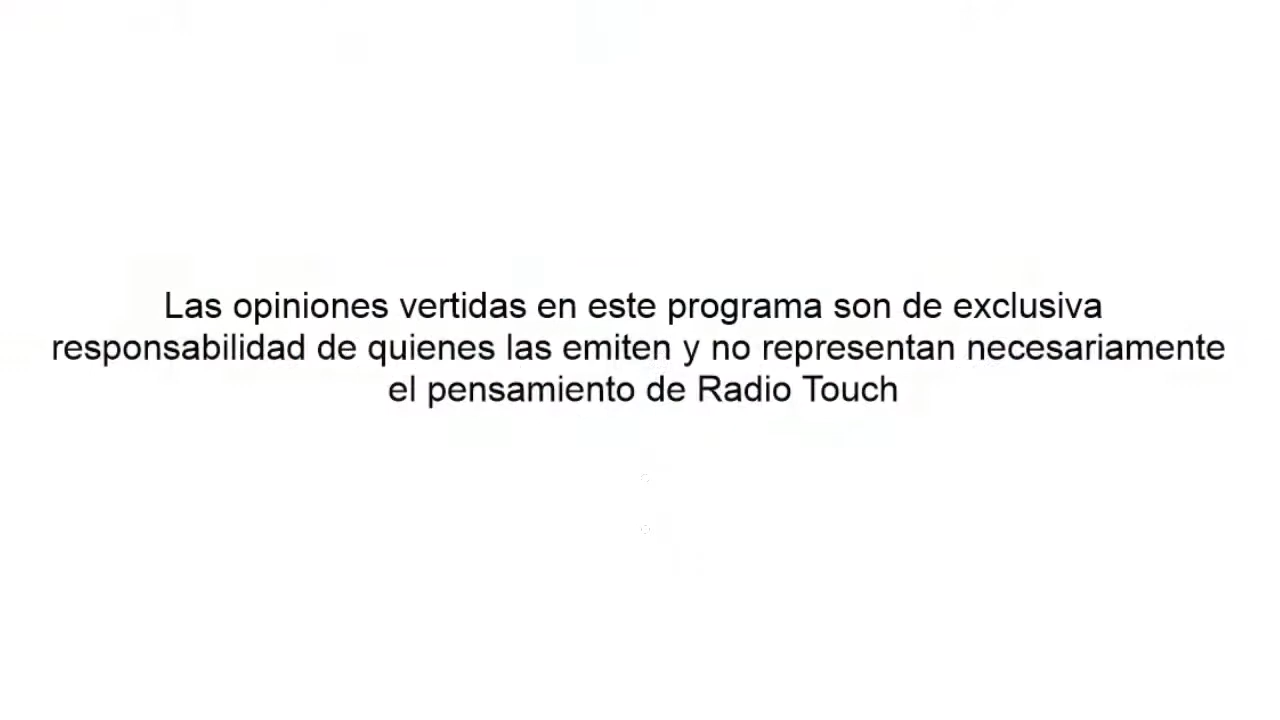 Las opiniones vertidas en este programa son de exclusiva
responsabilidad de quienes las emiten y no representan necesariamente
el pensamiento de Radio Touch